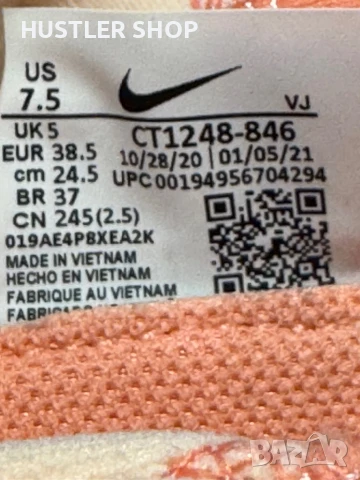 HUSTLER SHOP
US
7.5
VJ
UK 5
CT1248-846
EUR 38.5
10/28/20 01/05/21
cm 24.5
UPC 00194956704294
BR 37
CN 245(2.5)
019AE4P8XEA2K
MADE IN VIETNAM
HECHO EN VIETNAM
FABRIQUE AU VIETNAM
VIETNAM
BAZAR